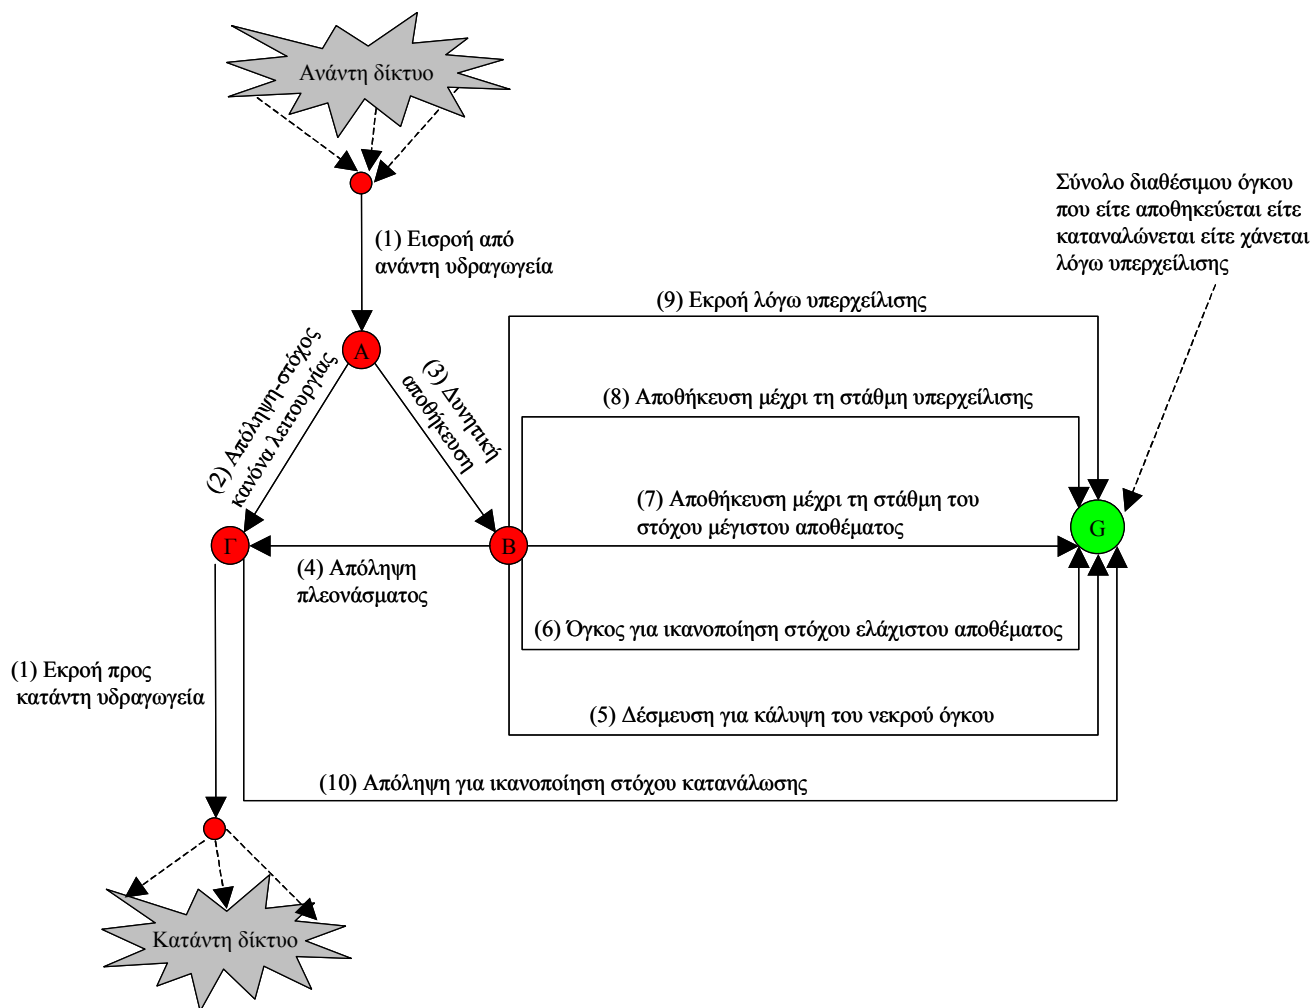 Ανάντη δίκτυο
Σύνολο διαθέσιμου όγκου
που είτε αποθηκεύεται είτε
καταναλώνεται είτε χάνεται
λόγω υπερχείλισης
(1) Εισροή από
ανάντη υδραγωγεία
(9) Εκροή λόγω υπερχείλισης
Α
(2) Απόληψη-στόχος
κανόνα λειτουργίας
(3) Δυνητική
αποθήκευση
(8) Αποθήκευση μέχρι τη στάθμη υπερχείλισης
(7) Αποθήκευση μέχρι τη στάθμη του
στόχου μέγιστου αποθέματος
G
Γ
Β
(4) Απόληψη
πλεονάσματος
(6) Όγκος για ικανοποίηση στόχου ελάχιστου αποθέματος
(1) Εκροή προς
κατάντη υδραγωγεία
(5) Δέσμευση για κάλυψη του νεκρού όγκου
(10) Απόληψη για ικανοποίηση στόχου κατανάλωσης
Κατάντη δίκτυο